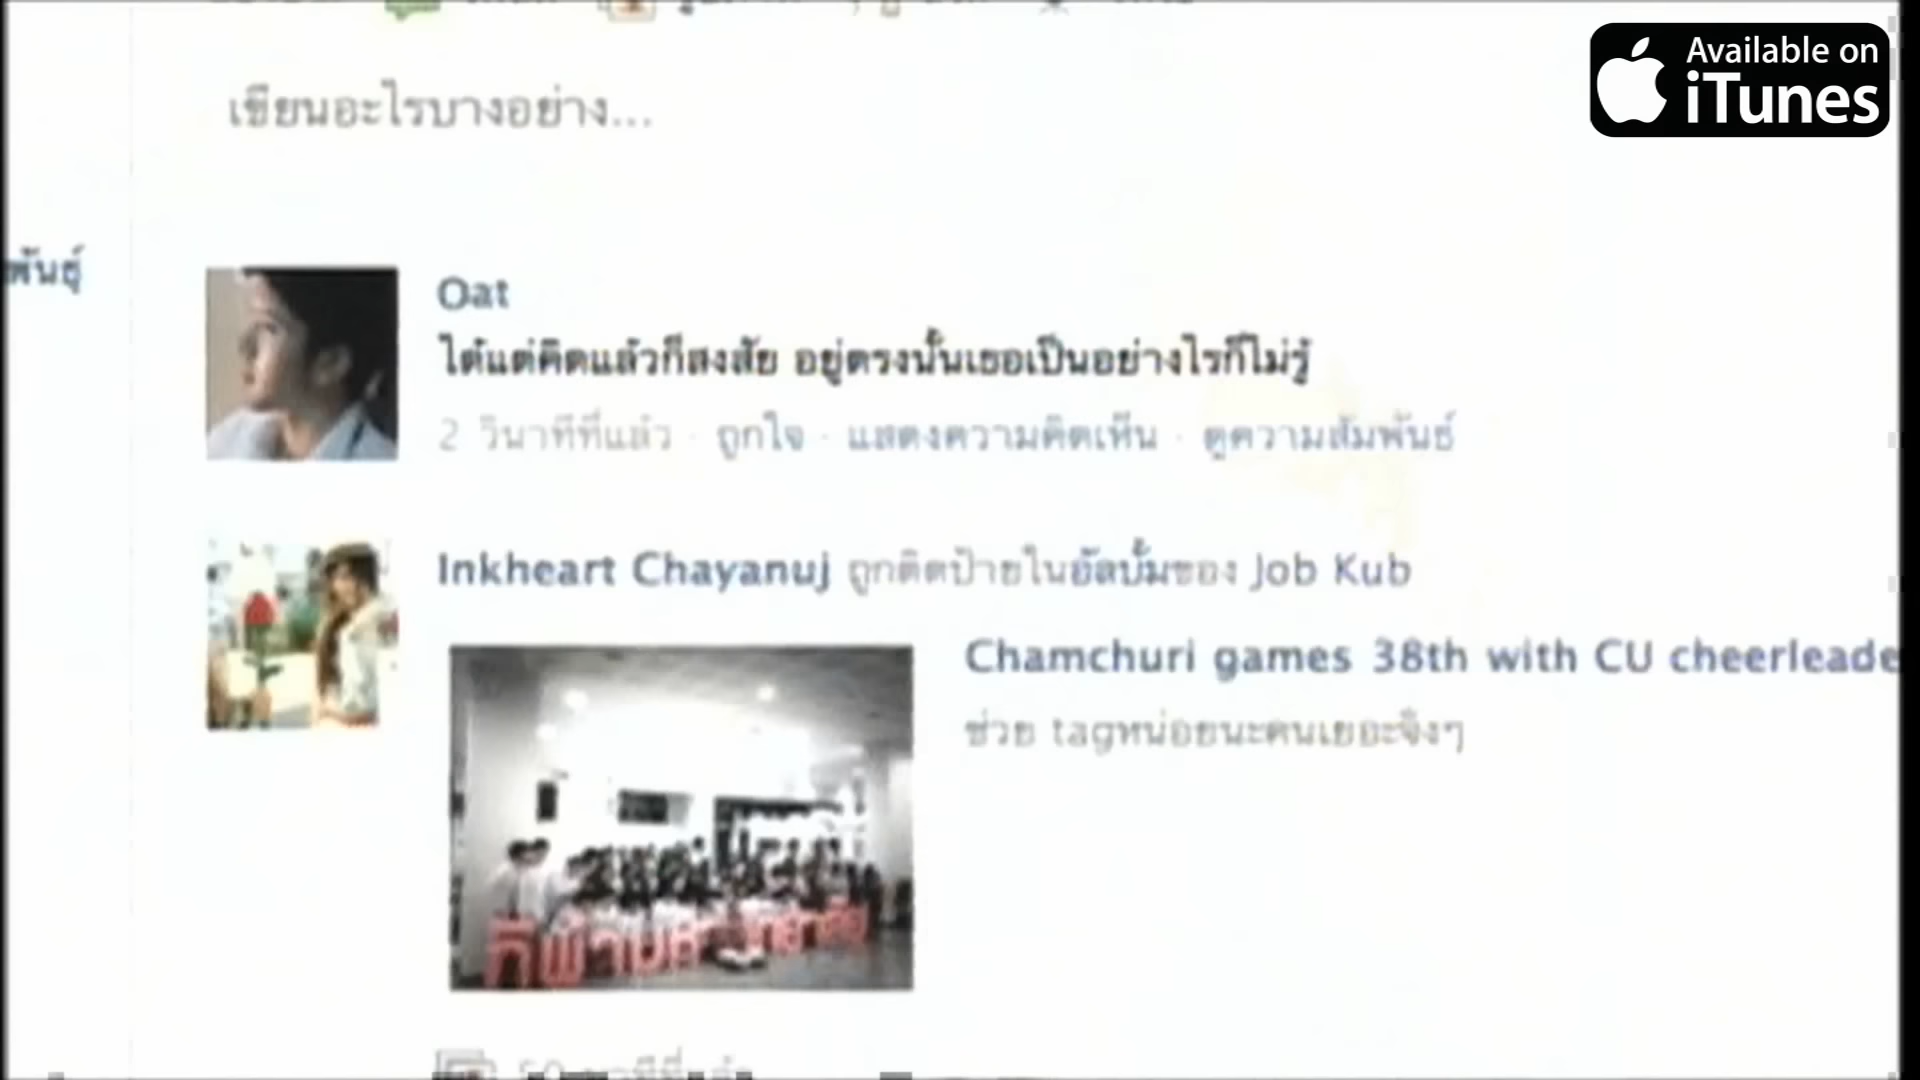 Available on
iTunes
เขียนอะไรบางอย่าง...
พันธุ์
Oat
ได้แต่คิดแล้วก็สงสัย อยู่ตรงนั้นเธอเป็นอย่างไรก็ไม่รู้
2 วินาทีที่แล้ว · ถูกใจ · แสดงความคิดเห็น · ดูความสัมพันธ์
Inkheart Chayanuj ถูกติดป้ายในอัลบั้มของ Job Kub
Chamchuri games 38th with CU cheerleade
ช่วย tagหน่อยนะคนเยอะจิงๆ